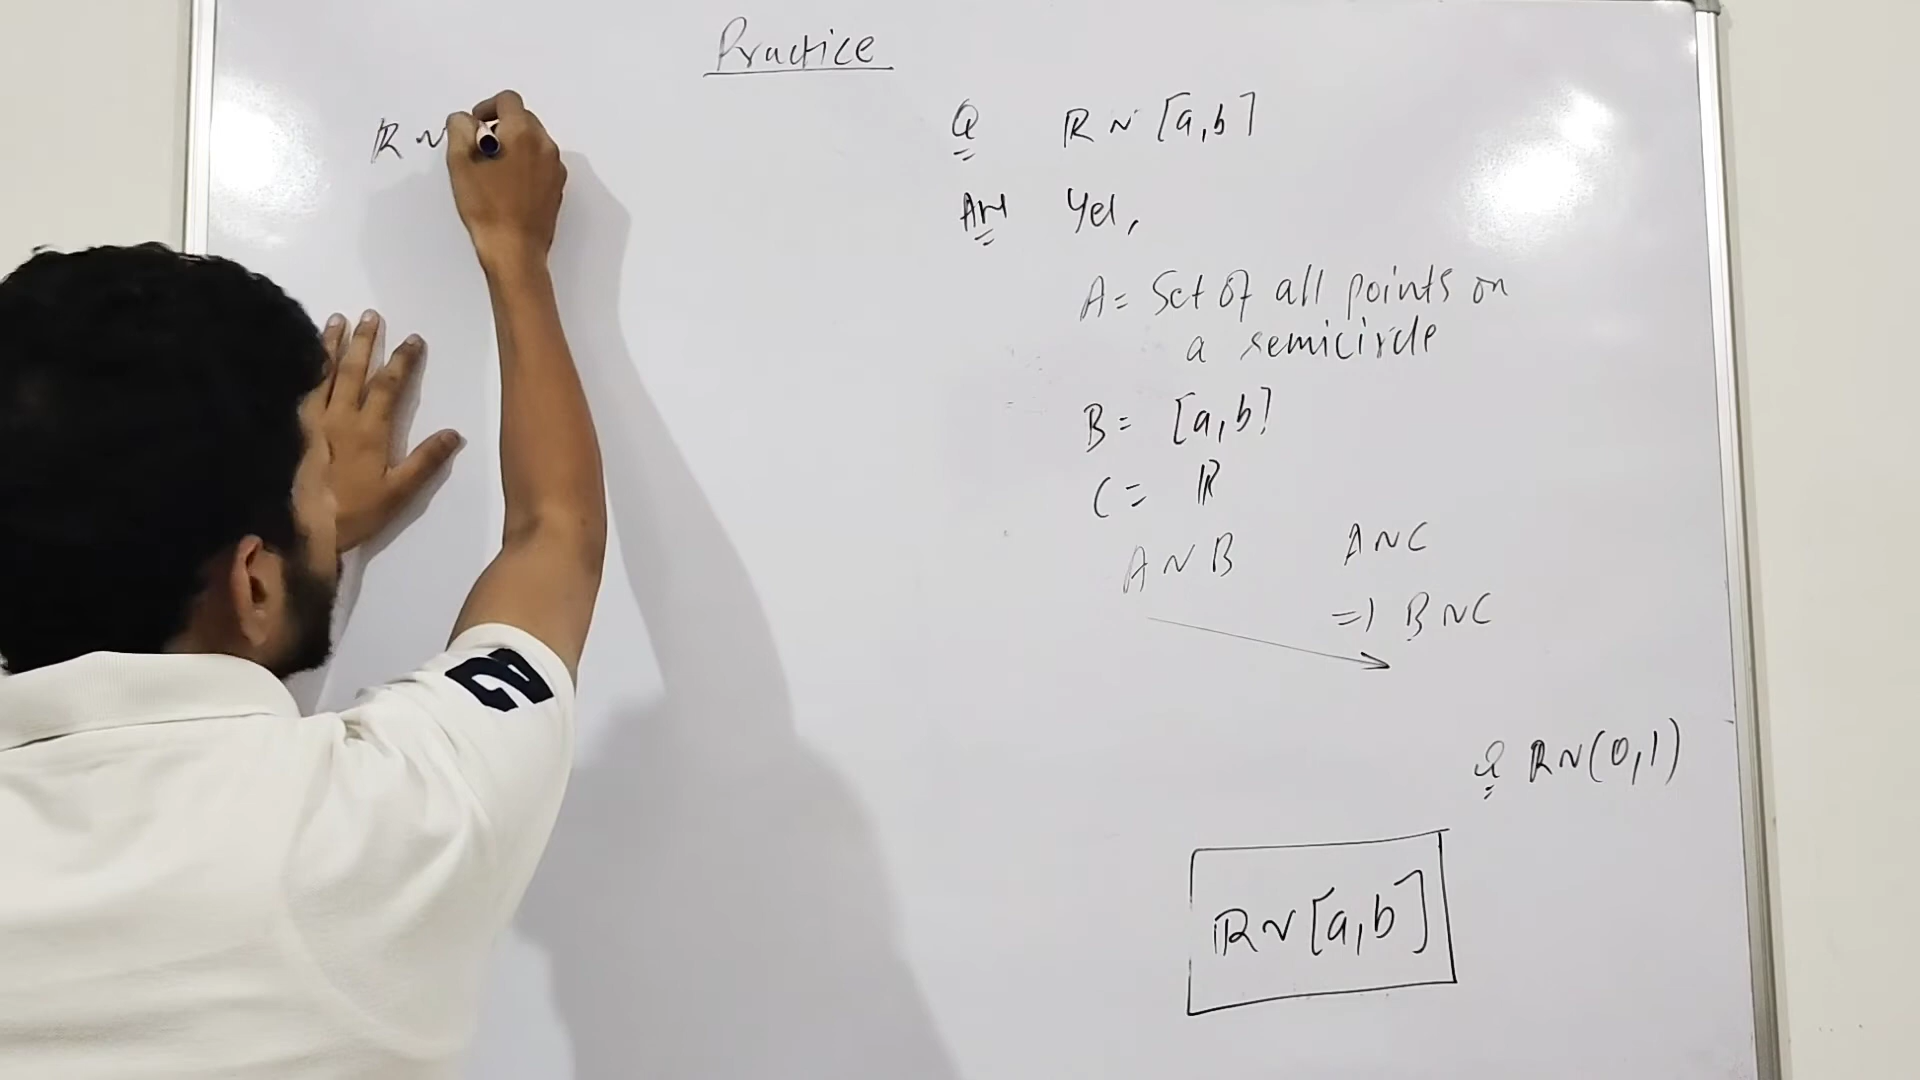 Practice
R ~
Q R ~ [a,b]
Ans Yes,
A = Set of all points on
a semicircle
B = [a,b]
C = R
A ~ B A ~ C
=> B ~ C
Q R ~ (0,1)
R ~ [a,b]
2